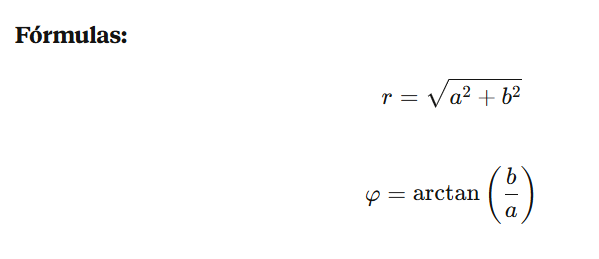 Fórmulas:
r = √(a² + b²)
φ = arctan (b/a)